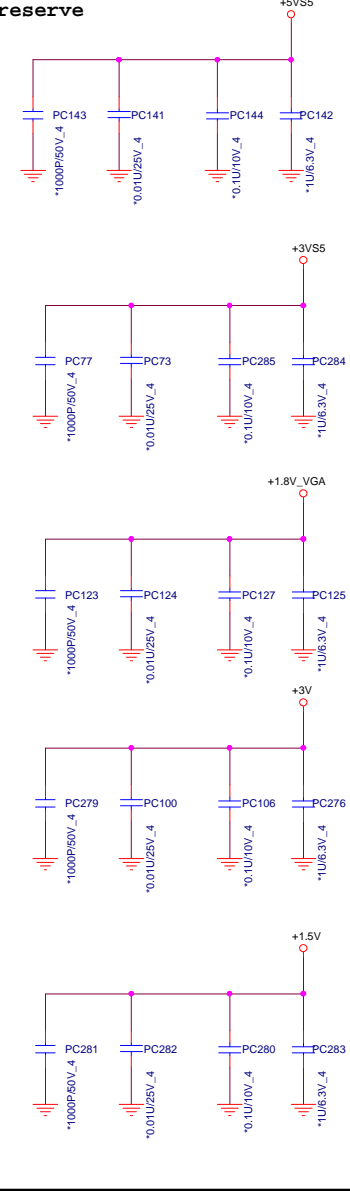 reserve
+5VS5
PC143
PC141
PC144
PC142
*1000P/50V_4
*0.01U/25V_4
*0.1U/10V_4
*1U/6.3V_4
+3VS5
PC77
PC73
PC285
PC284
*1000P/50V_4
*0.01U/25V_4
*0.1U/10V_4
*1U/6.3V_4
+1.8V_VGA
PC123
PC124
PC127
PC125
*1000P/50V_4
*0.01U/25V_4
*0.1U/10V_4
*1U/6.3V_4
+3V
PC279
PC100
PC106
PC276
*1000P/50V_4
*0.01U/25V_4
*0.1U/10V_4
*1U/6.3V_4
+1.5V
PC281
PC282
PC280
PC283
*1000P/50V_4
*0.01U/25V_4
*0.1U/10V_4
*1U/6.3V_4